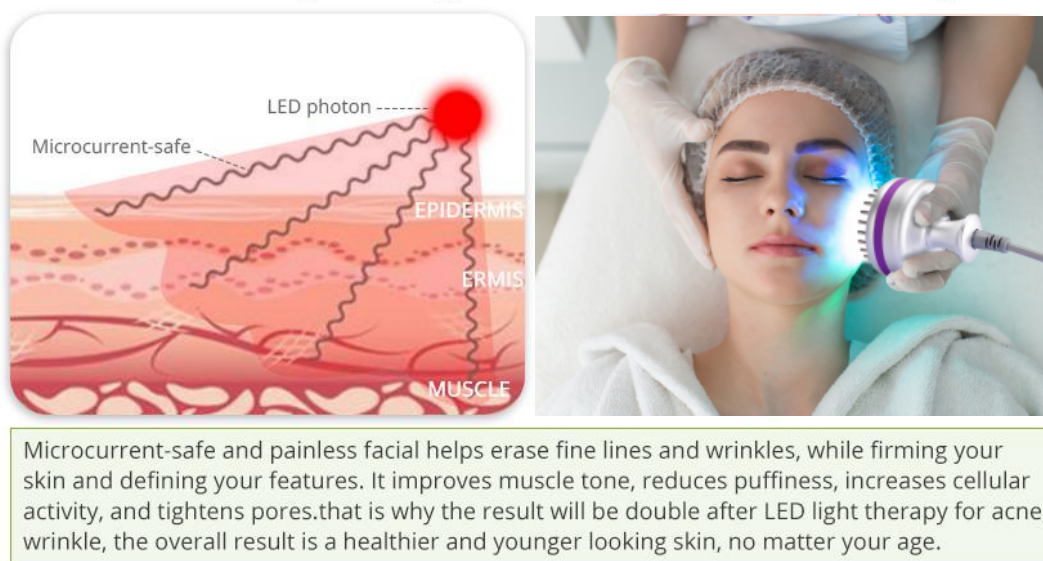 LED photon
Microcurrent-safe
EPIDERMIS
ERMIS
MUSCLE
Microcurrent-safe and painless facial helps erase fine lines and wrinkles, while firming your
skin and defining your features. It improves muscle tone, reduces puffiness, increases cellular
activity, and tightens pores.that is why the result will be double after LED light therapy for acne
wrinkle, the overall result is a healthier and younger looking skin, no matter your age.